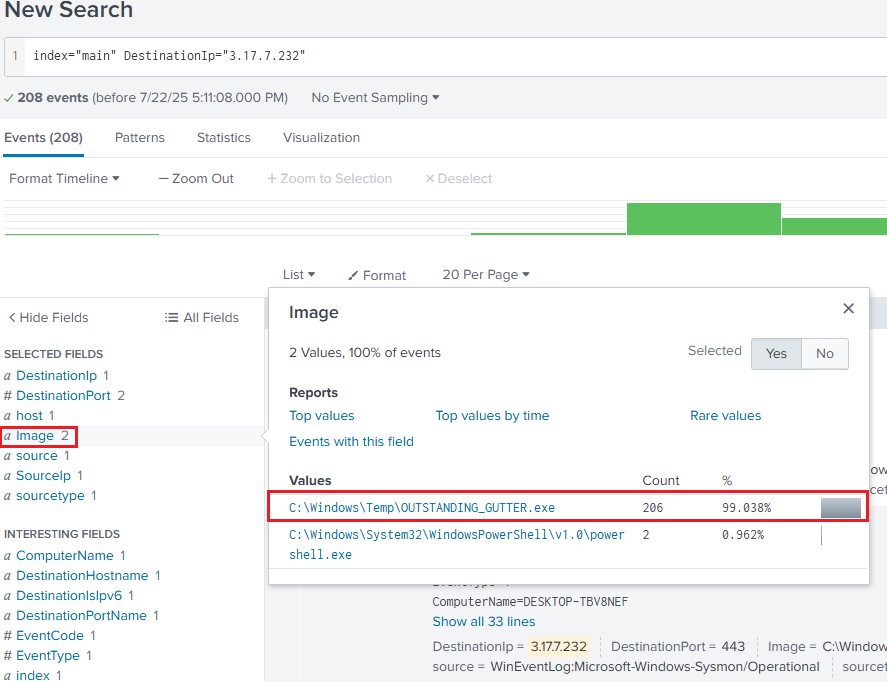 New Search
1 index="main" DestinationIp="3.17.7.232"
✓ 208 events (before 7/22/25 5:11:08.000 PM) No Event Sampling ▾
Events (208) Patterns Statistics Visualization
Format Timeline ▾ — Zoom Out + Zoom to Selection × Deselect
List ▾ Format 20 Per Page ▾
< Hide Fields All Fields
SELECTED FIELDS
a DestinationIp 1
# DestinationPort 2
a host 1
a Image 2
a source 1
a SourceIp 1
a sourcetype 1
INTERESTING FIELDS
a ComputerName 1
a DestinationHostname 1
a DestinationIsIpv6 1
a DestinationPortName 1
# EventCode 1
# EventType 1
a index 1
Image ×
2 Values, 100% of events Selected Yes No
Reports
Top values Top values by time Rare values
Events with this field
Values Count %
C:\Windows\Temp\OUTSTANDING_GUTTER.exe 206 99.038%
C:\Windows\System32\WindowsPowerShell\v1.0\power 2 0.962%
shell.exe
ComputerName=DESKTOP-TBV8NEF
Show all 33 lines
DestinationIp = 3.17.7.232 DestinationPort = 443 Image = C:\Window
source = WinEventLog:Microsoft-Windows-Sysmon/Operational sourcet